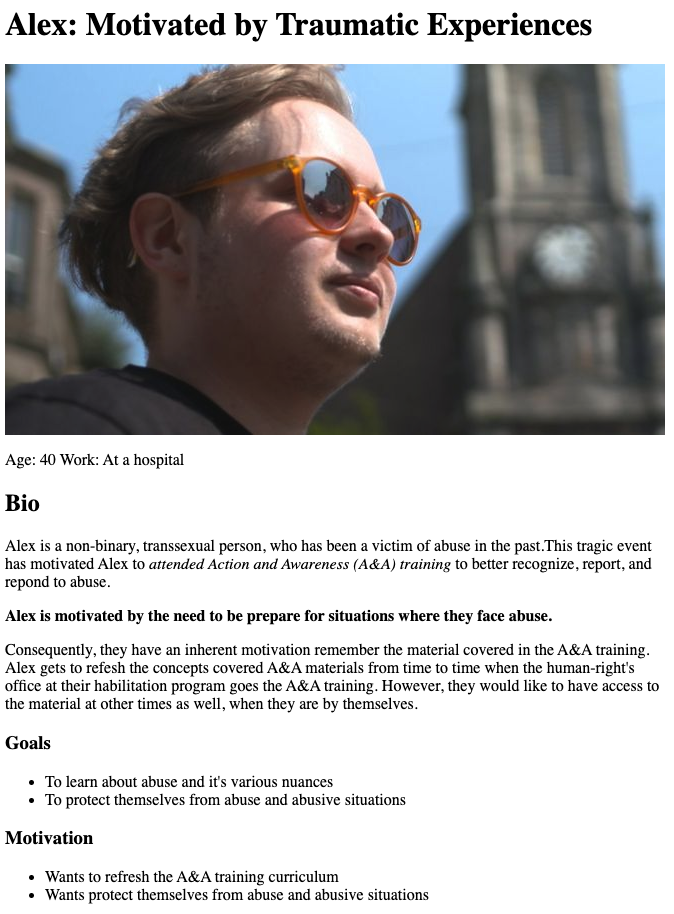 Alex: Motivated by Traumatic Experiences
Age: 40 Work: At a hospital
Bio
Alex is a non-binary, transsexual person, who has been a victim of abuse in the past.This tragic event
has motivated Alex to attended Action and Awareness (A&A) training to better recognize, report, and
repond to abuse.
Alex is motivated by the need to be prepare for situations where they face abuse.
Consequently, they have an inherent motivation remember the material covered in the A&A training.
Alex gets to refesh the concepts covered A&A materials from time to time when the human-right's
office at their habilitation program goes the A&A training. However, they would like to have access to
the material at other times as well, when they are by themselves.
Goals
• To learn about abuse and it's various nuances
• To protect themselves from abuse and abusive situations
Motivation
• Wants to refresh the A&A training curriculum
• Wants protect themselves from abuse and abusive situations